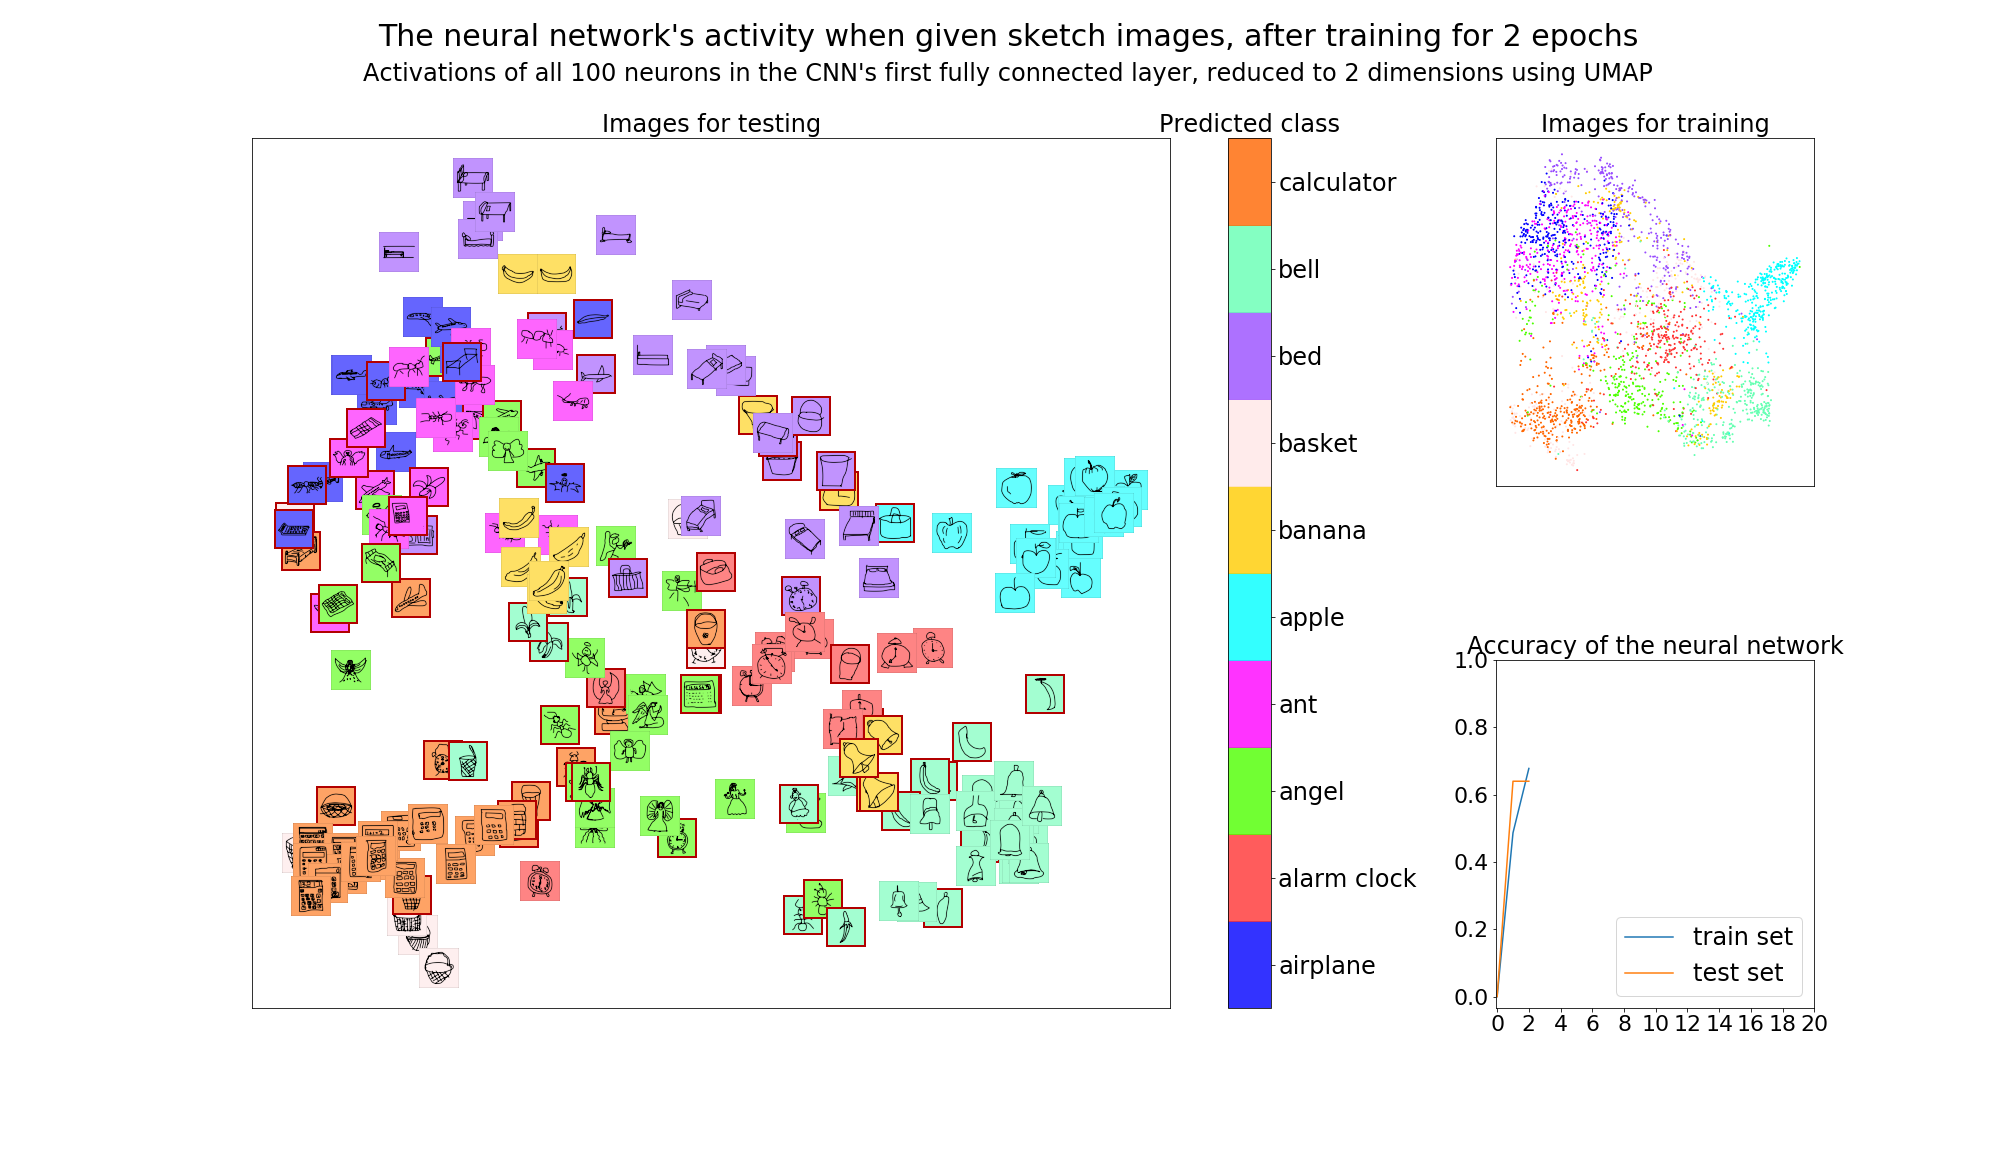 The neural network's activity when given sketch images, after training for 2 epochs
Activations of all 100 neurons in the CNN's first fully connected layer, reduced to 2 dimensions using UMAP
Images for testing
Predicted class
calculator
bell
bed
basket
banana
apple
ant
angel
alarm clock
airplane
Images for training
Accuracy of the neural network
1.0
0.8
0.6
0.4
0.2
0.0
0 2 4 6 8 10 12 14 16 18 20
train set
test set